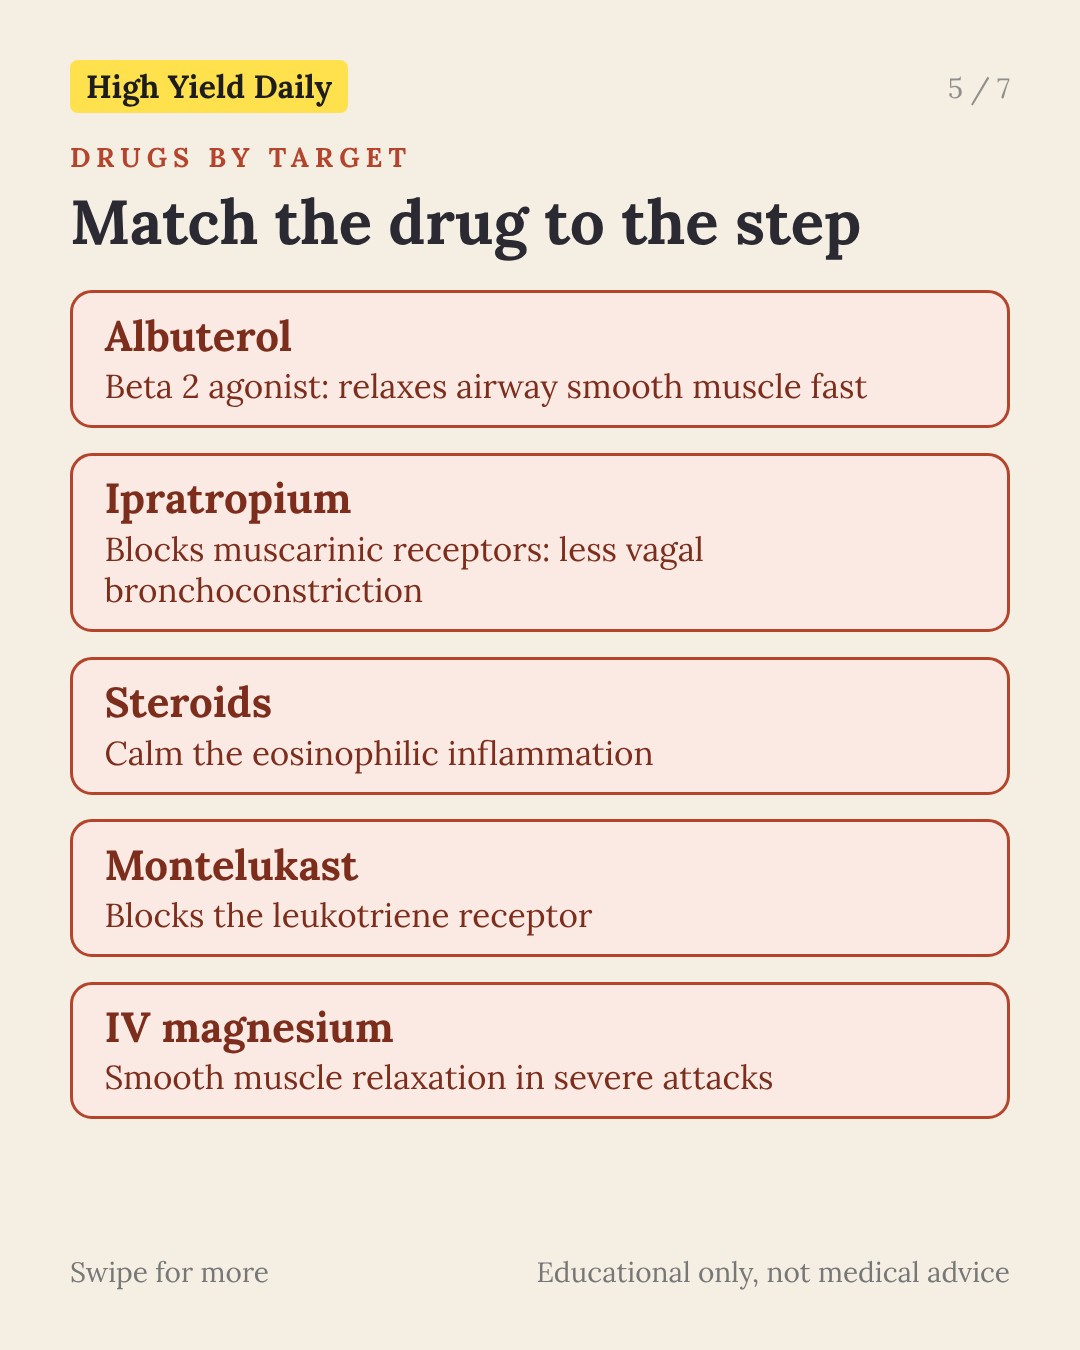 High Yield Daily
5 / 7
DRUGS BY TARGET
Match the drug to the step
Albuterol
Beta 2 agonist: relaxes airway smooth muscle fast
Ipratropium
Blocks muscarinic receptors: less vagal
bronchoconstriction
Steroids
Calm the eosinophilic inflammation
Montelukast
Blocks the leukotriene receptor
IV magnesium
Smooth muscle relaxation in severe attacks
Swipe for more
Educational only, not medical advice